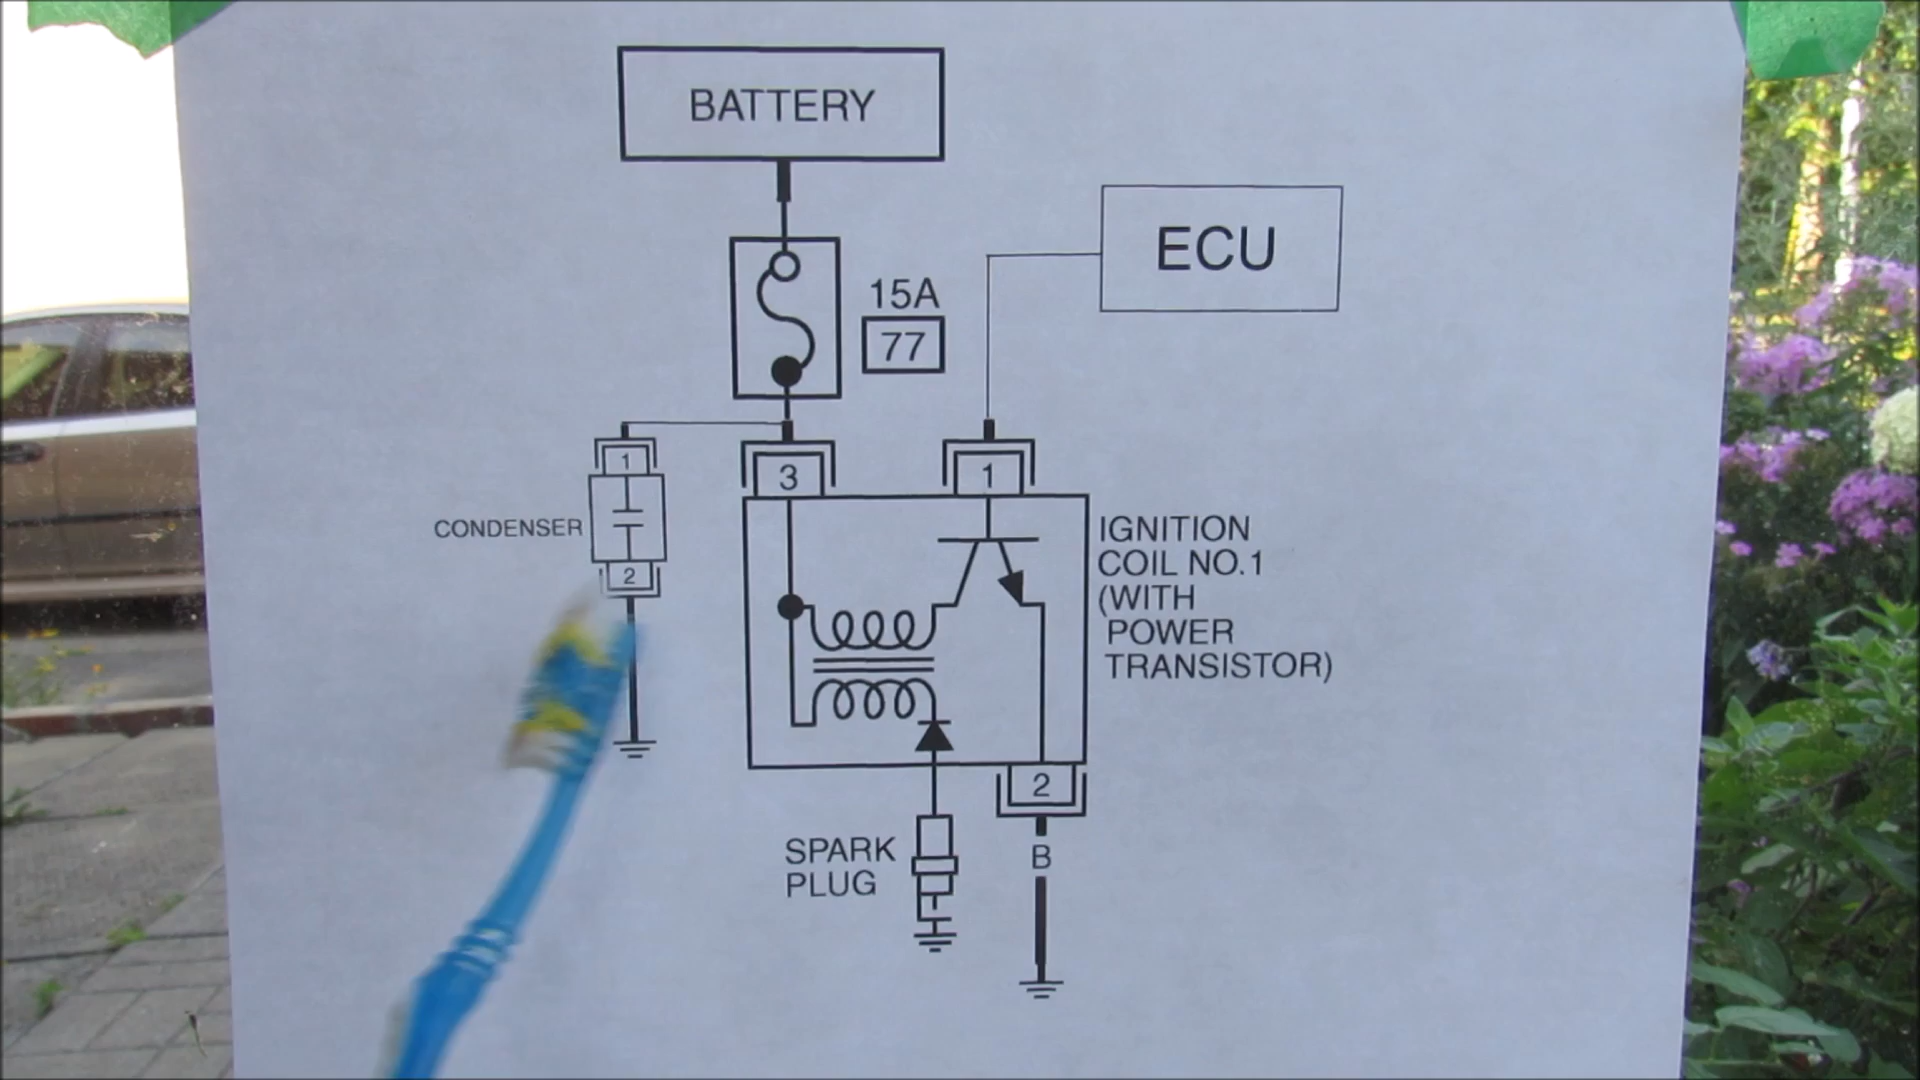 BATTERY
ECU
15A
77
1
3
1
CONDENSER
2
IGNITION
COIL NO.1
(WITH
POWER
TRANSISTOR)
2
SPARK
PLUG
B